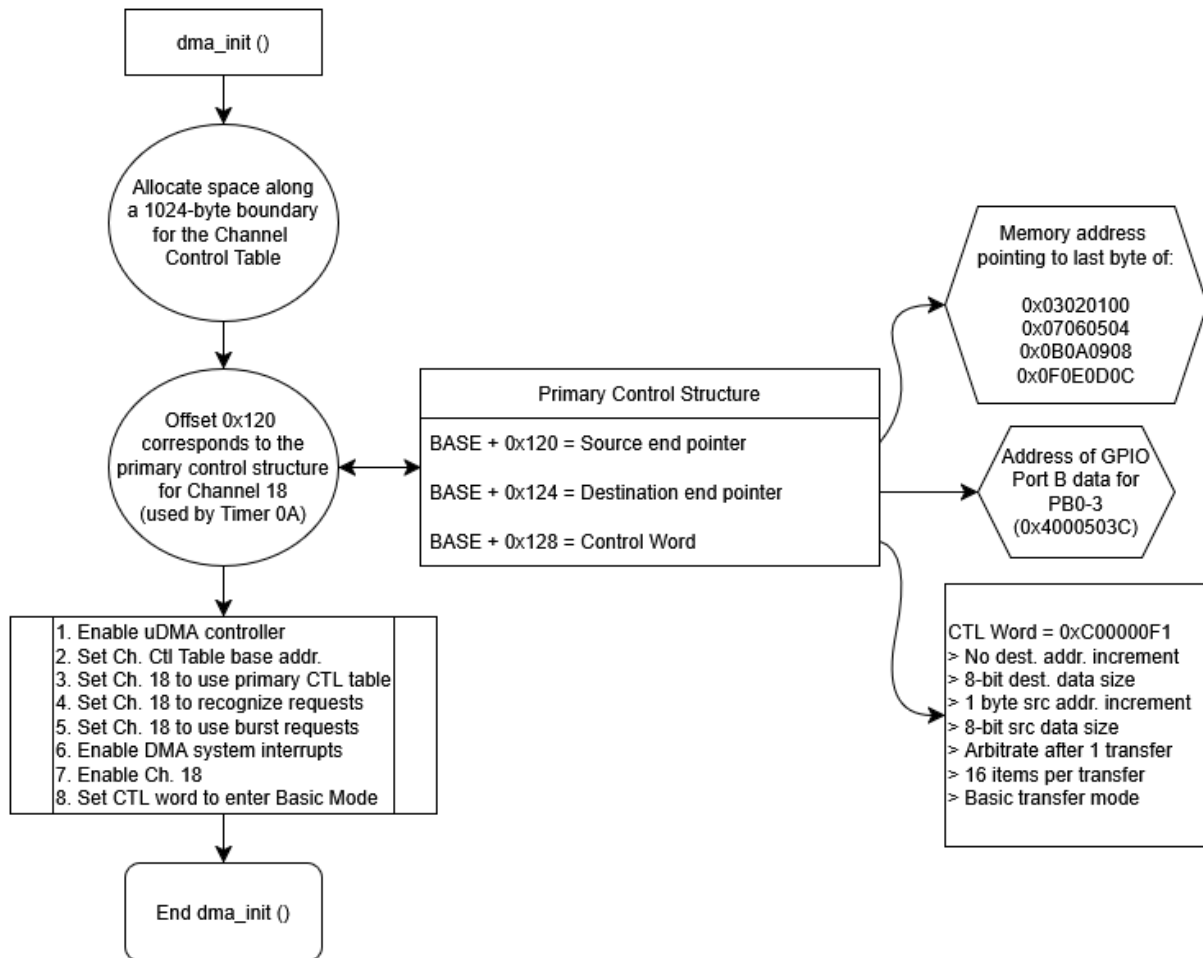 dma_init ()
Allocate space along
a 1024-byte boundary
for the Channel
Control Table
Offset 0x120
corresponds to the
primary control structure
for Channel 18
(used by Timer 0A)
Primary Control Structure
BASE + 0x120 = Source end pointer
BASE + 0x124 = Destination end pointer
BASE + 0x128 = Control Word
Memory address
pointing to last byte of:
0x03020100
0x07060504
0x0B0A0908
0x0F0E0D0C
Address of GPIO
Port B data for
PB0-3
(0x4000503C)
CTL Word = 0xC00000F1
> No dest. addr. increment
> 8-bit dest. data size
> 1 byte src addr. increment
> 8-bit src data size
> Arbitrate after 1 transfer
> 16 items per transfer
> Basic transfer mode
1. Enable uDMA controller
2. Set Ch. Ctl Table base addr.
3. Set Ch. 18 to use primary CTL table
4. Set Ch. 18 to recognize requests
5. Set Ch. 18 to use burst requests
6. Enable DMA system interrupts
7. Enable Ch. 18
8. Set CTL word to enter Basic Mode
End dma_init ()